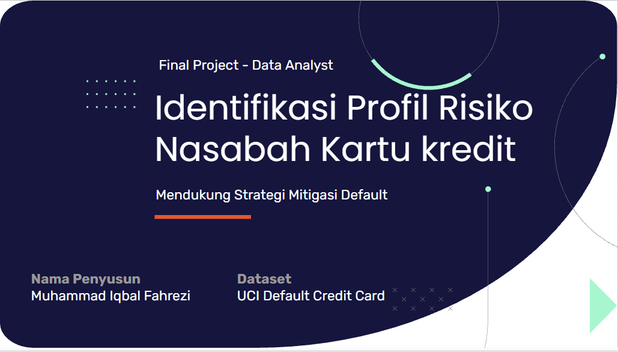 Final Project - Data Analyst
Identifikasi Profil Risiko
Nasabah Kartu kredit
Mendukung Strategi Mitigasi Default
Nama Penyusun
Muhammad Iqbal Fahrezi
Dataset
UCI Default Credit Card